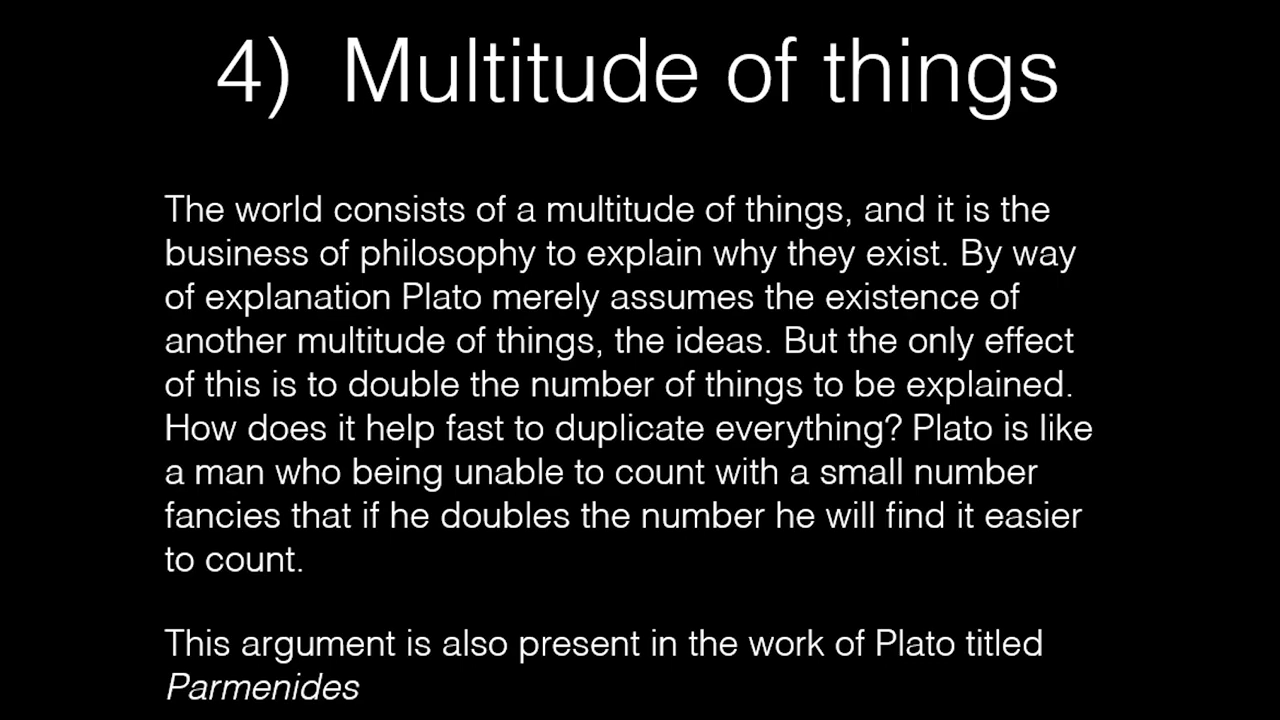 4) Multitude of things
The world consists of a multitude of things, and it is the
business of philosophy to explain why they exist. By way
of explanation Plato merely assumes the existence of
another multitude of things, the ideas. But the only effect
of this is to double the number of things to be explained.
How does it help fast to duplicate everything? Plato is like
a man who being unable to count with a small number
fancies that if he doubles the number he will find it easier
to count.
This argument is also present in the work of Plato titled
Parmenides